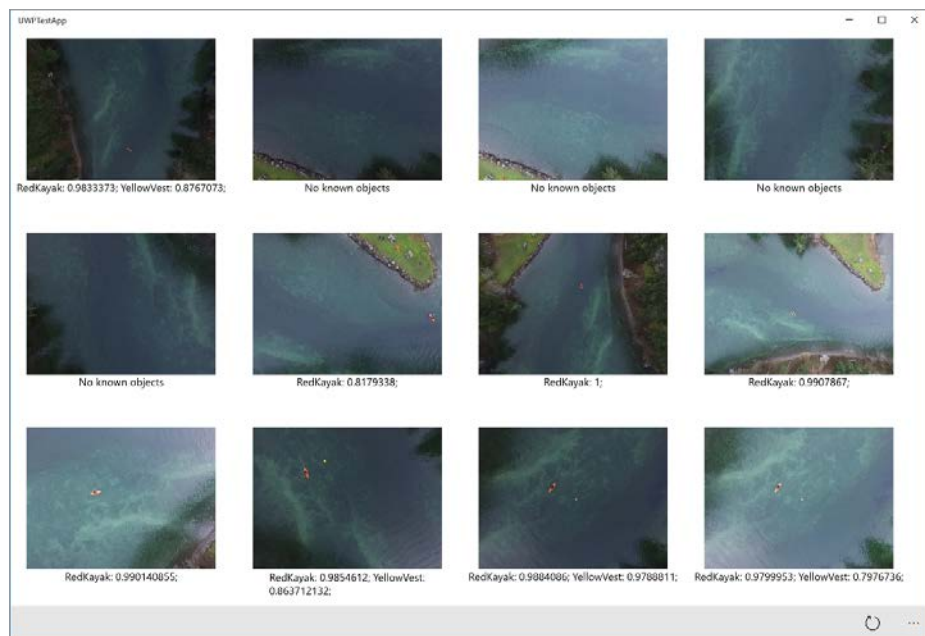 UWPTestApp
RedKayak: 0.9833373; YellowVest: 0.8767073;
No known objects
No known objects
No known objects
No known objects
RedKayak: 0.8179338;
RedKayak: 1;
RedKayak: 0.9907867;
RedKayak: 0.990140855;
RedKayak: 0.9854612; YellowVest:
0.863712132;
RedKayak: 0.9884086; YellowVest: 0.9788811;
RedKayak: 0.9799953; YellowVest: 0.7976736;